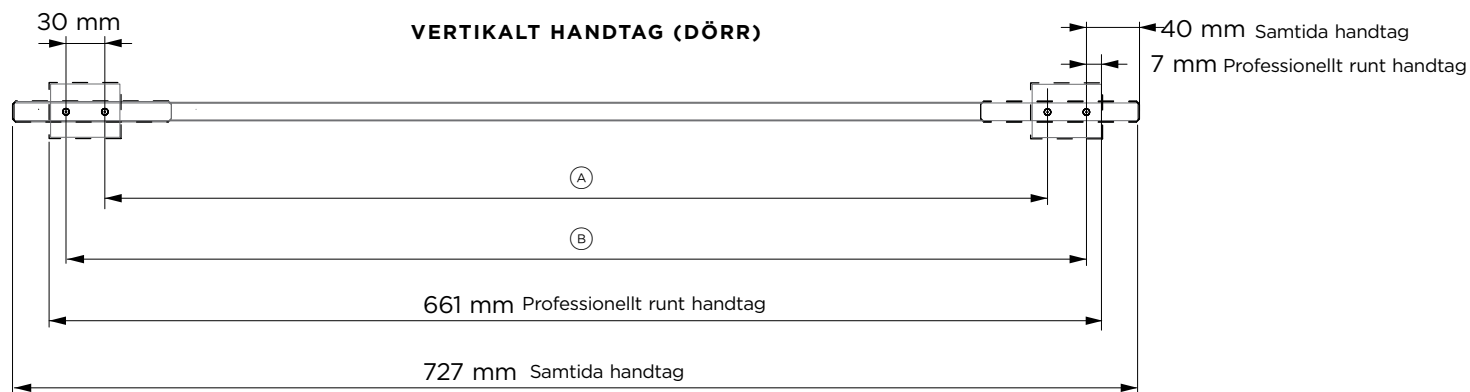 30 mm
VERTIKALT HANDTAG (DÖRR)
40 mm Samtida handtag
7 mm Professionellt runt handtag
A
B
661 mm Professionellt runt handtag
727 mm Samtida handtag